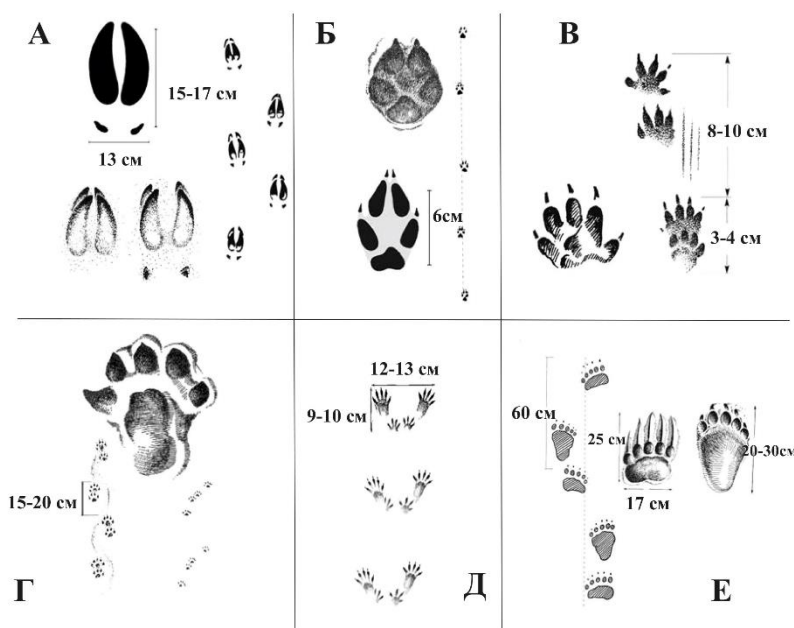 А
15-17 см
13 см
Б
6см
В
8-10 см
3-4 см
15-20 см
Г
12-13 см
9-10 см
Д
60 см
25 см
20-30см
17 см
Е